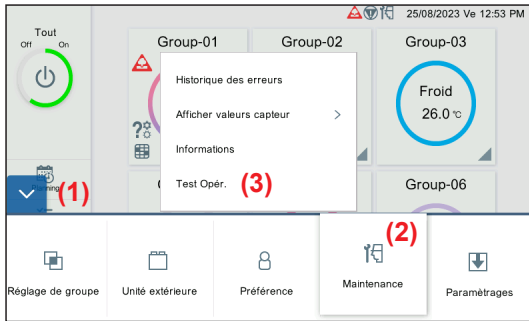 25/08/2023 Ve 12:53 PM
Tout
Off On
Group-01
Group-02
Group-03
Historique des erreurs
Afficher valeurs capteur >
Informations
Test Opér. (3)
Froid
26.0 °C
Planning
(1)
Group-06
(2)
Réglage de groupe
Unité extérieure
Préférence
Maintenance
Paramètrages